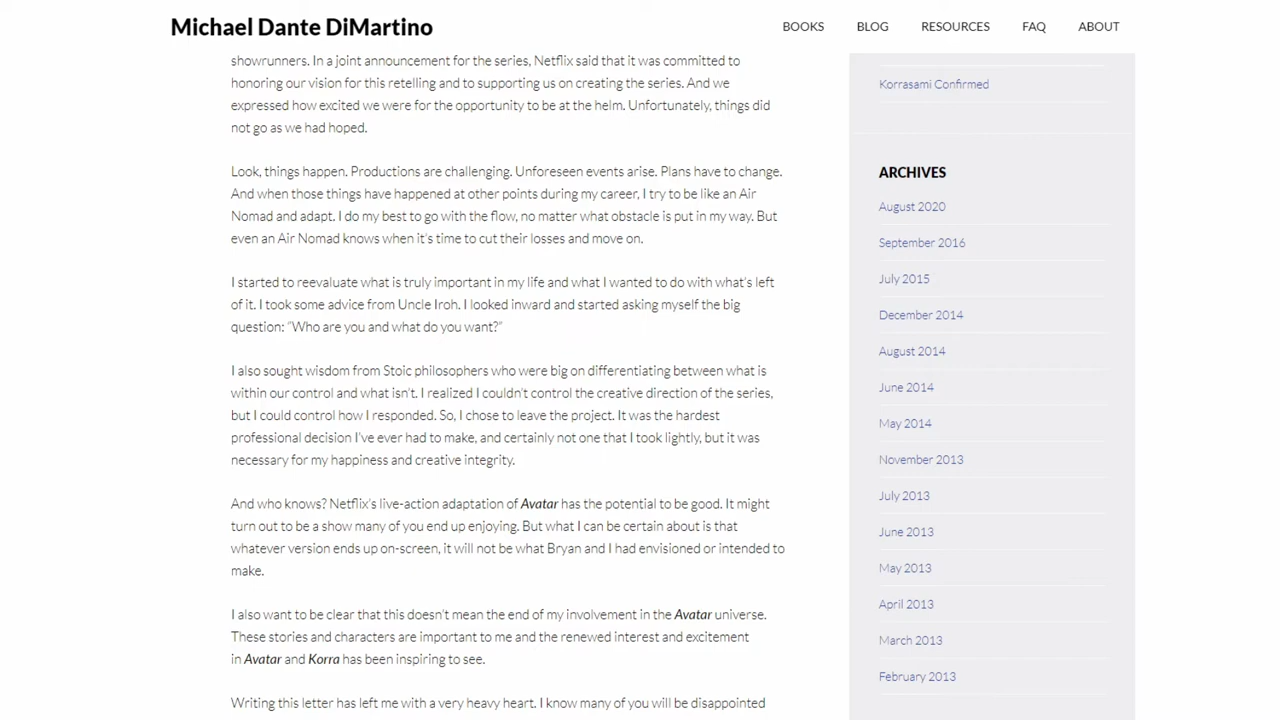 Michael Dante DiMartino
BOOKS BLOG RESOURCES FAQ ABOUT
showrunners. In a joint announcement for the series, Netflix said that it was committed to
honoring our vision for this retelling and to supporting us on creating the series. And we
expressed how excited we were for the opportunity to be at the helm. Unfortunately, things did
not go as we had hoped.
Look, things happen. Productions are challenging. Unforeseen events arise. Plans have to change.
And when those things have happened at other points during my career, I try to be like an Air
Nomad and adapt. I do my best to go with the flow, no matter what obstacle is put in my way. But
even an Air Nomad knows when it's time to cut their losses and move on.
I started to reevaluate what is truly important in my life and what I wanted to do with what's left
of it. I took some advice from Uncle Iroh. I looked inward and started asking myself the big
question: "Who are you and what do you want?"
I also sought wisdom from Stoic philosophers who were big on differentiating between what is
within our control and what isn't. I realized I couldn't control the creative direction of the series,
but I could control how I responded. So, I chose to leave the project. It was the hardest
professional decision I've ever had to make, and certainly not one that I took lightly, but it was
necessary for my happiness and creative integrity.
And who knows? Netflix's live-action adaptation of Avatar has the potential to be good. It might
turn out to be a show many of you end up enjoying. But what I can be certain about is that
whatever version ends up on-screen, it will not be what Bryan and I had envisioned or intended to
make.
I also want to be clear that this doesn't mean the end of my involvement in the Avatar universe.
These stories and characters are important to me and the renewed interest and excitement
in Avatar and Korra has been inspiring to see.
Writing this letter has left me with a very heavy heart. I know many of you will be disappointed
Korrasami Confirmed
ARCHIVES
August 2020
September 2016
July 2015
December 2014
August 2014
June 2014
May 2014
November 2013
July 2013
June 2013
May 2013
April 2013
March 2013
February 2013